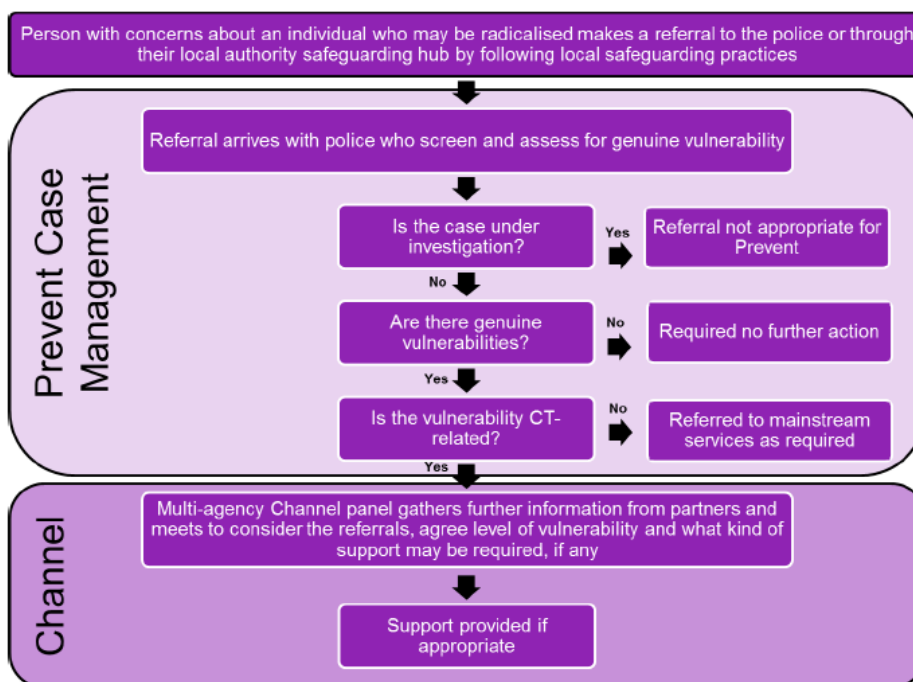 Person with concerns about an individual who may be radicalised makes a referral to the police or through
their local authority safeguarding hub by following local safeguarding practices
Prevent Case
Management
Referral arrives with police who screen and assess for genuine vulnerability
Is the case under
investigation?
Yes
Referral not appropriate for
Prevent
No
Are there genuine
vulnerabilities?
No
Required no further action
Yes
Is the vulnerability CT-
related?
No
Referred to mainstream
services as required
Yes
Channel
Multi-agency Channel panel gathers further information from partners and
meets to consider the referrals, agree level of vulnerability and what kind of
support may be required, if any
Support provided if
appropriate